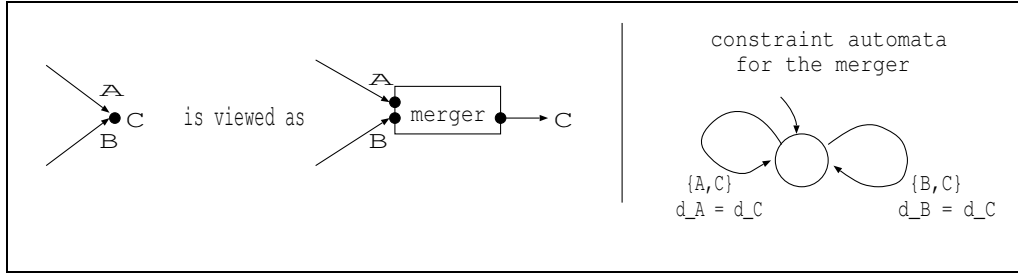 A
C
B
is viewed as
A
B
merger
C
constraint automata
for the merger
{A,C}
d_A = d_C
{B,C}
d_B = d_C